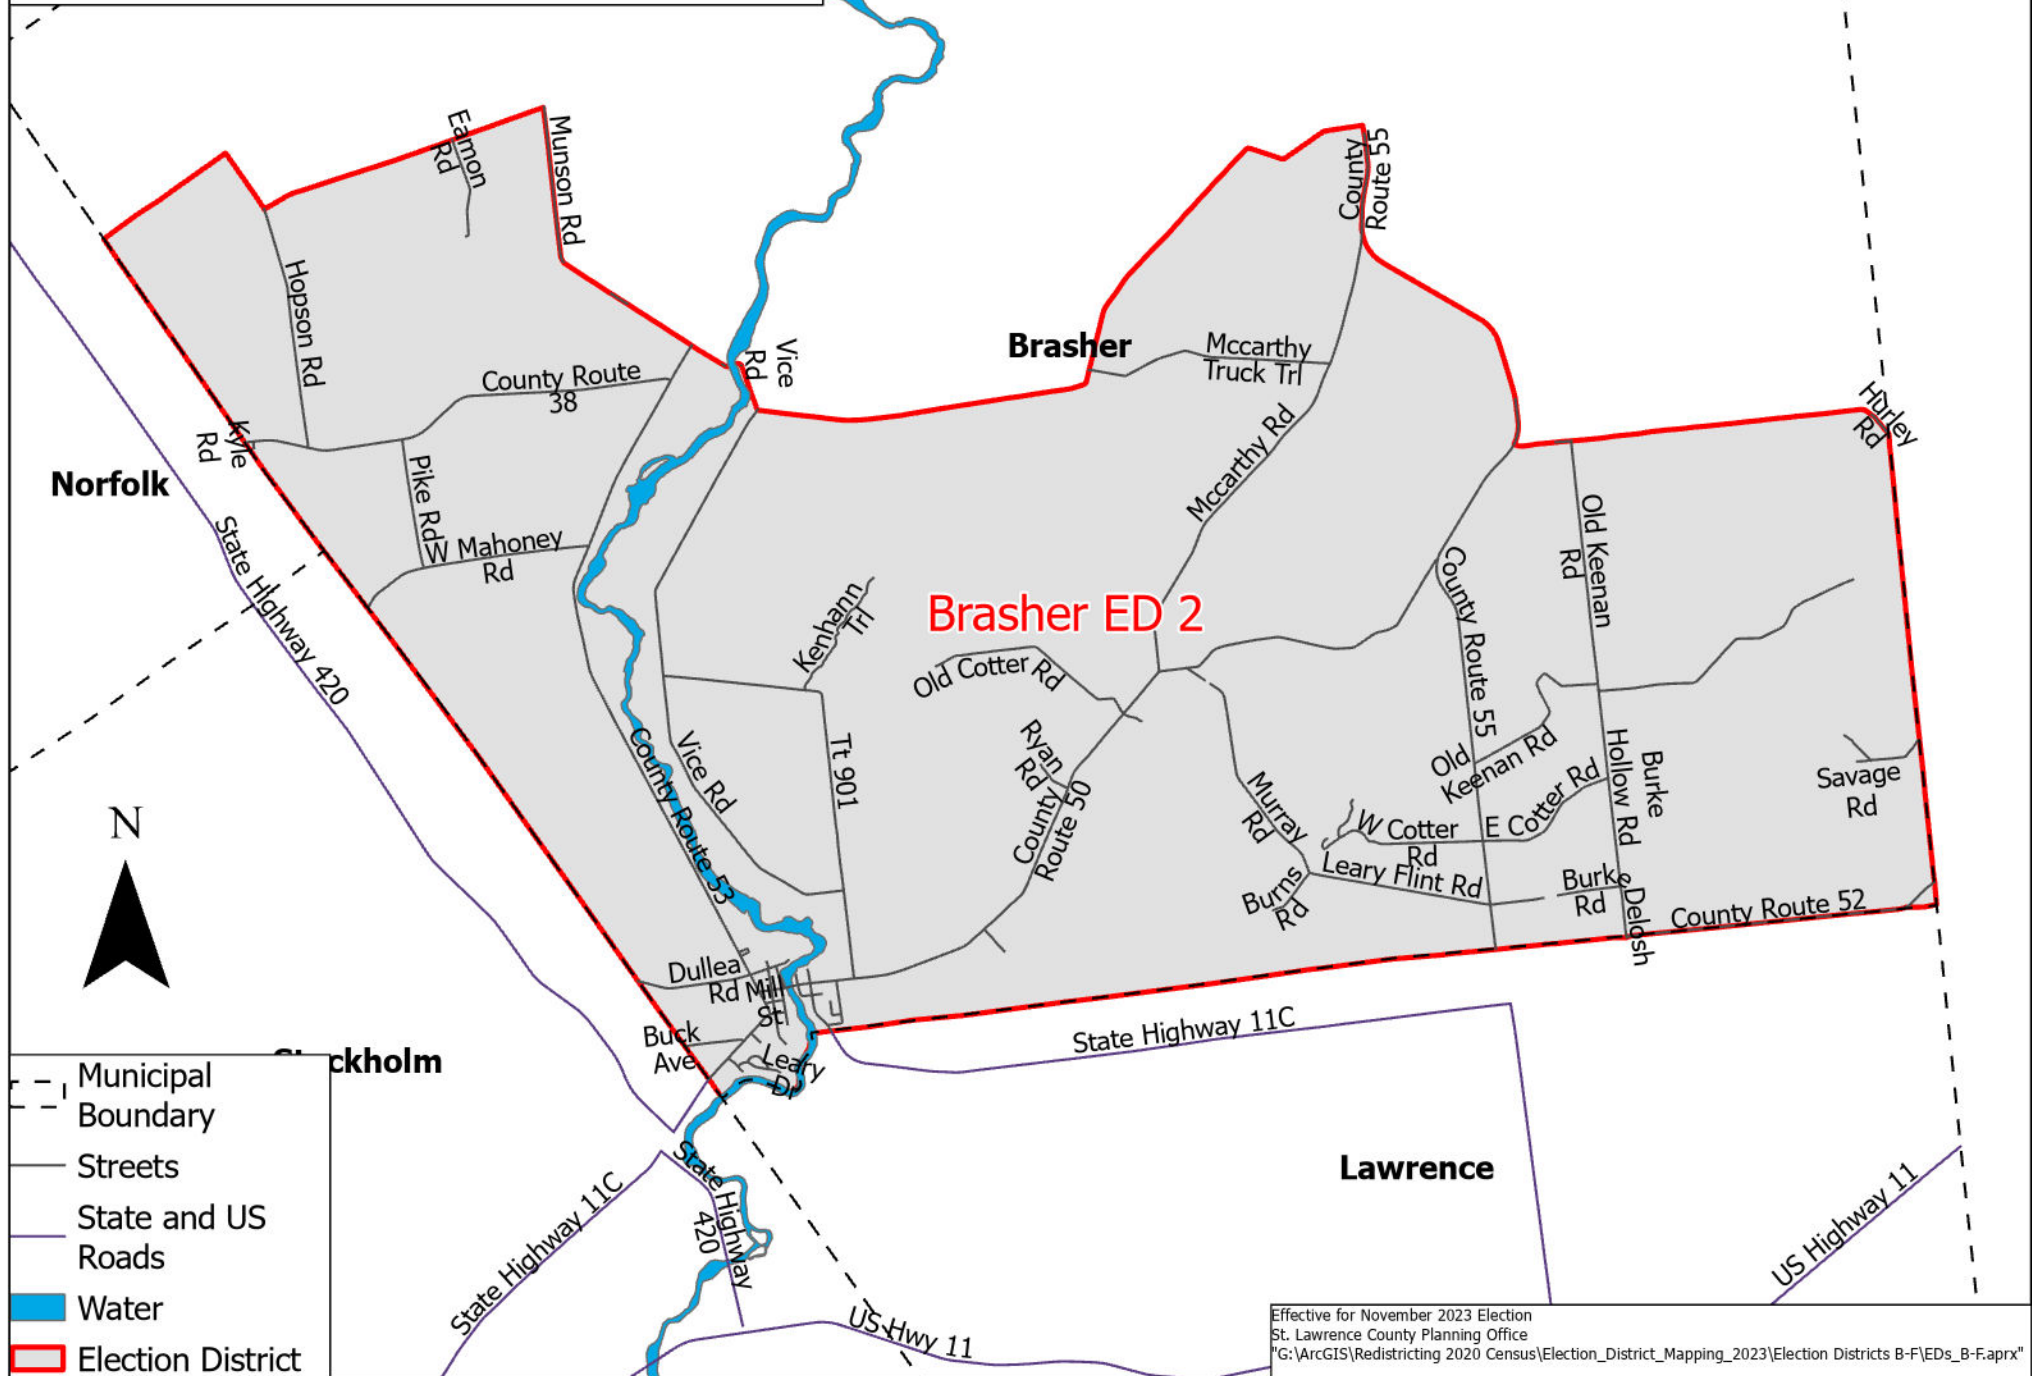 Eamon
Rd
Munson Rd
County
Route 55
Hopson Rd
Vice
Rd
Brasher
Mccarthy
Truck Trl
County Route
38
Kyle
Rd
Hurley
Rd
Norfolk
Pike Rd
Mccarthy Rd
Old Keenan
Rd
State Highway 420
W Mahoney
Rd
County Route 55
Kenhann
Trl
Brasher ED 2
Old Cotter Rd
Ryan
Rd
Tt 901
Vice Rd
County Route 53
County
Route 50
Murray
Rd
Old
Keenan Rd
Burke
Hollow Rd
Savage
Rd
W Cotter
Rd
E Cotter Rd
Leary Flint Rd
Burns
Rd
Burke
Rd
Delosh
County Route 52
N
Dullea
Rd
Mill
St
Buck
Ave
Leary
Dr
State Highway 11C
ckholm
Lawrence
State Highway 11C
State Highway
420
US Hwy 11
US Highway 11
Municipal
Boundary
Streets
State and US
Roads
Water
Election District
Effective for November 2023 Election
St. Lawrence County Planning Office
"G:\ArcGIS\Redistricting 2020 Census\Election_District_Mapping_2023\Election Districts B-F\EDs_B-F.aprx"